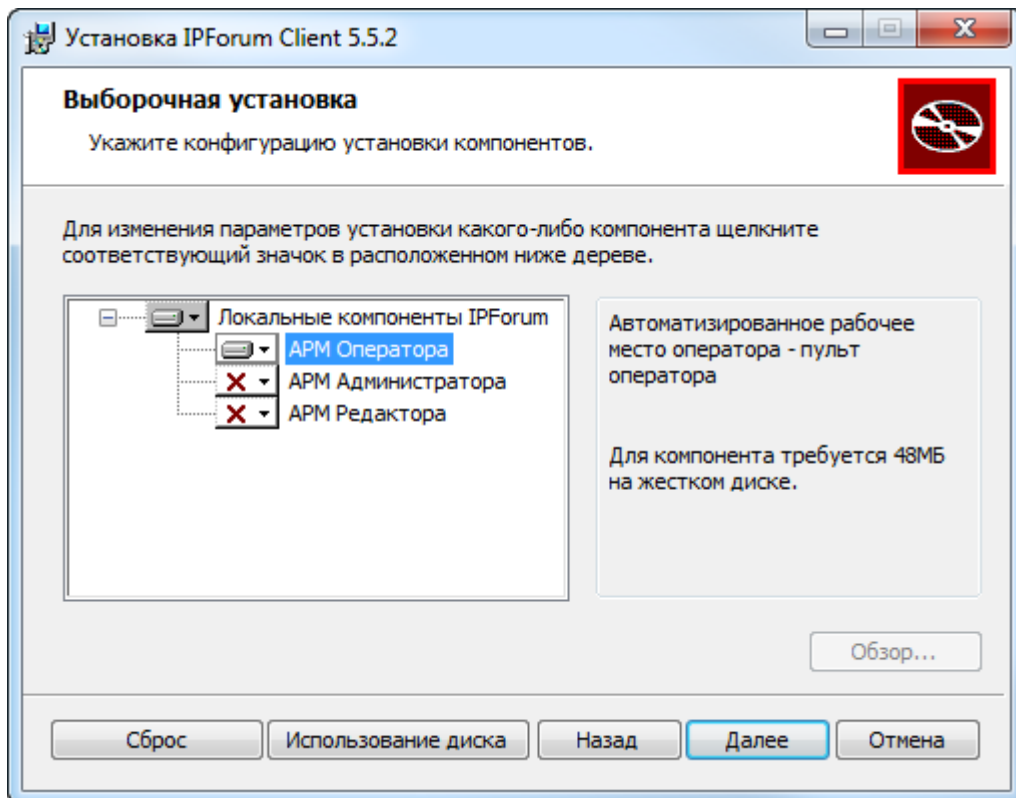 Установка IPForum Client 5.5.2
Выборочная установка
Укажите конфигурацию установки компонентов.
Для изменения параметров установки какого-либо компонента щелкните
соответствующий значок в расположенном ниже дереве.
Локальные компоненты IPForum
АРМ Оператора
АРМ Администратора
АРМ Редактора
Автоматизированное рабочее
место оператора - пульт
оператора
Для компонента требуется 48МБ
на жестком диске.
Обзор...
Сброс
Использование диска
Назад
Далее
Отмена